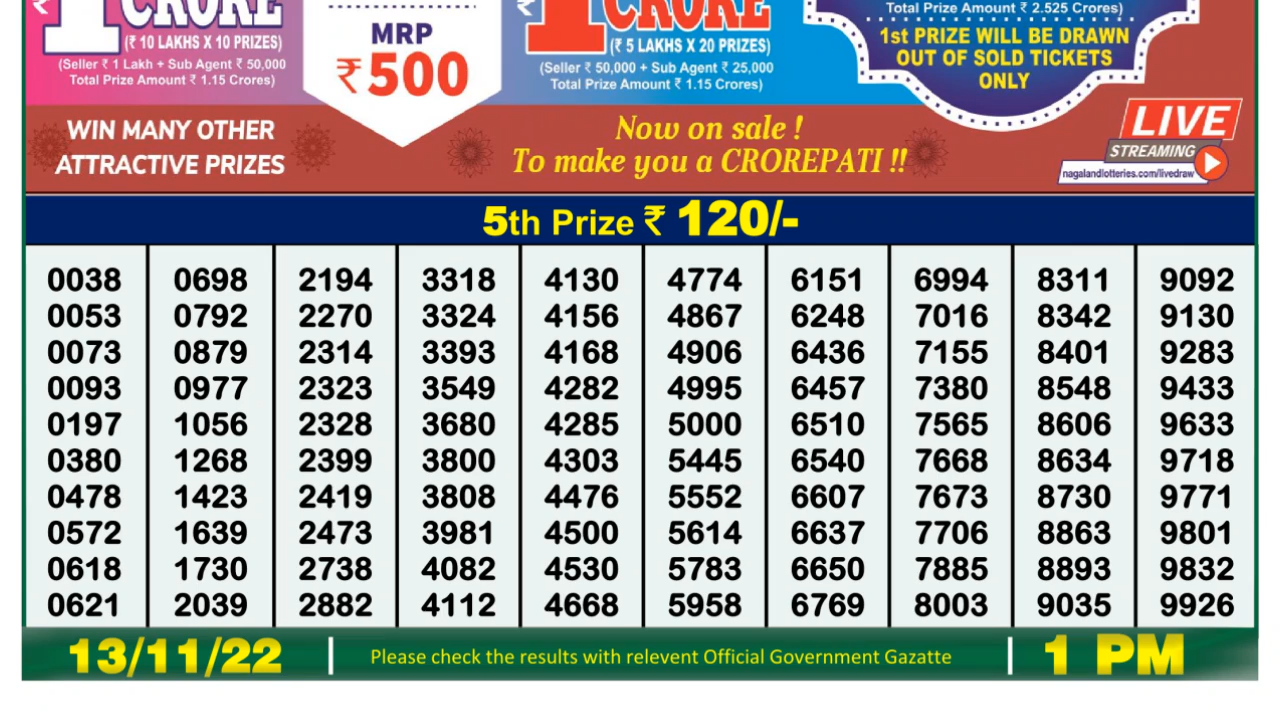 ₹ 1 CRORE
(₹ 10 LAKHS X 10 PRIZES)
(Seller ₹ 1 Lakh + Sub Agent ₹ 50,000
Total Prize Amount ₹ 1.15 Crores)
MRP
₹500
₹ 1 CRORE
(₹ 5 LAKHS X 20 PRIZES)
(Seller ₹ 50,000 + Sub Agent ₹ 25,000
Total Prize Amount ₹ 1.15 Crores)
Total Prize Amount ₹ 2.525 Crores)
1st PRIZE WILL BE DRAWN
OUT OF SOLD TICKETS
ONLY
WIN MANY OTHER
ATTRACTIVE PRIZES
Now on sale !
To make you a CROREPATI !!
LIVE
STREAMING
nagalandlotteries.com/livedraw
5th Prize ₹ 120/-
0038 0698 2194 3318 4130 4774 6151 6994 8311 9092
0053 0792 2270 3324 4156 4867 6248 7016 8342 9130
0073 0879 2314 3393 4168 4906 6436 7155 8401 9283
0093 0977 2323 3549 4282 4995 6457 7380 8548 9433
0197 1056 2328 3680 4285 5000 6510 7565 8606 9633
0380 1268 2399 3800 4303 5445 6540 7668 8634 9718
0478 1423 2419 3808 4476 5552 6607 7673 8730 9771
0572 1639 2473 3981 4500 5614 6637 7706 8863 9801
0618 1730 2738 4082 4530 5783 6650 7885 8893 9832
0621 2039 2882 4112 4668 5958 6769 8003 9035 9926
13/11/22 | Please check the results with relevent Official Government Gazatte | 1 PM